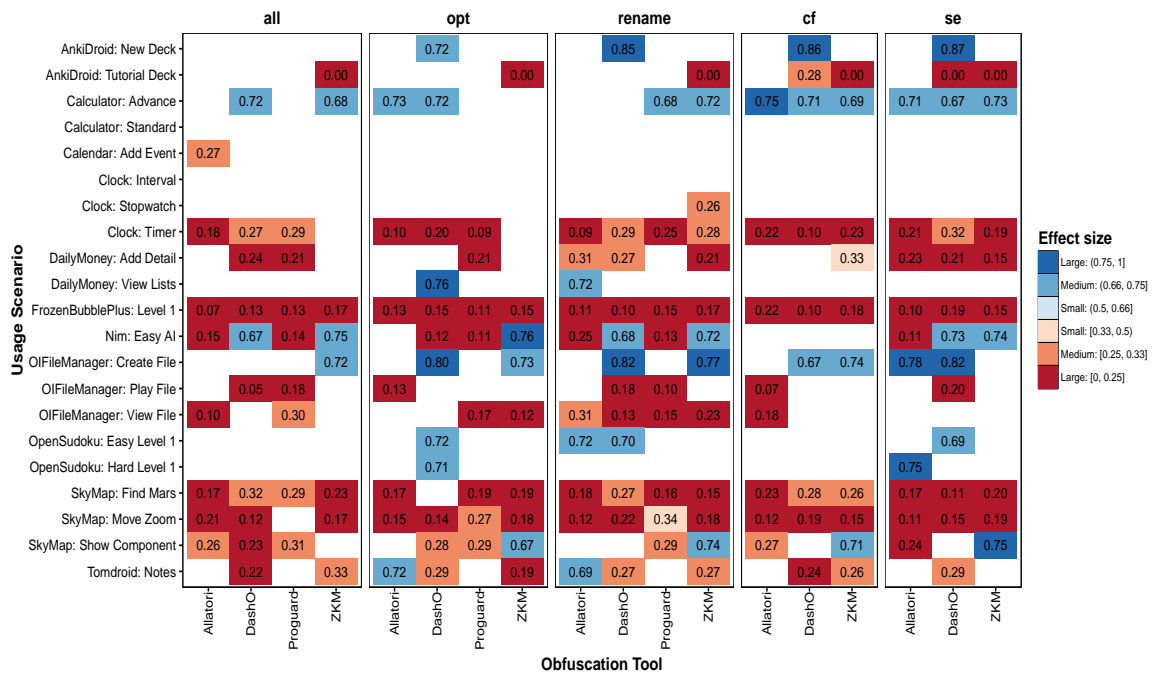 all opt rename cf se
AnkiDroid: New Deck 0.72 0.85 0.86 0.87
AnkiDroid: Tutorial Deck 0.00 0.00 0.00 0.28 0.00 0.00 0.00
Calculator: Advance 0.72 0.68 0.73 0.72 0.68 0.72 0.75 0.71 0.69 0.71 0.67 0.73
Calculator: Standard
Calendar: Add Event 0.27
Clock: Interval
Clock: Stopwatch 0.26
Clock: Timer 0.18 0.27 0.29 0.10 0.20 0.09 0.09 0.29 0.25 0.28 0.22 0.10 0.23 0.21 0.32 0.19
DailyMoney: Add Detail 0.24 0.21 0.21 0.31 0.27 0.21 0.33 0.23 0.21 0.15
DailyMoney: View Lists 0.76 0.72
FrozenBubblePlus: Level 1 0.07 0.13 0.13 0.17 0.13 0.15 0.11 0.15 0.11 0.10 0.15 0.17 0.22 0.10 0.18 0.10 0.19 0.15
Nim: Easy AI 0.15 0.67 0.14 0.75 0.12 0.11 0.76 0.25 0.68 0.13 0.72 0.11 0.73 0.74
OIFileManager: Create File 0.72 0.80 0.73 0.82 0.77 0.67 0.74 0.78 0.82
OIFileManager: Play File 0.05 0.18 0.13 0.18 0.10 0.07 0.20
OIFileManager: View File 0.10 0.30 0.17 0.12 0.31 0.13 0.15 0.23 0.18
OpenSudoku: Easy Level 1 0.72 0.72 0.70 0.69
OpenSudoku: Hard Level 1 0.71 0.75
SkyMap: Find Mars 0.17 0.32 0.29 0.23 0.17 0.19 0.19 0.18 0.27 0.16 0.15 0.23 0.28 0.26 0.17 0.11 0.20
SkyMap: Move Zoom 0.21 0.12 0.17 0.15 0.14 0.27 0.18 0.12 0.22 0.34 0.18 0.12 0.19 0.15 0.11 0.15 0.19
SkyMap: Show Component 0.26 0.23 0.31 0.28 0.29 0.67 0.29 0.74 0.27 0.71 0.24 0.75
Tomdroid: Notes 0.22 0.33 0.72 0.29 0.19 0.69 0.27 0.27 0.24 0.26 0.29
Allatori DashO Proguard ZKM Allatori DashO Proguard ZKM Allatori DashO Proguard ZKM Allatori DashO ZKM Allatori DashO ZKM
Obfuscation Tool
Usage Scenario
Effect size
Large: (0.75, 1]
Medium: (0.66, 0.75]
Small: (0.5, 0.66]
Small: [0.33, 0.5)
Medium: [0.25, 0.33)
Large: [0, 0.25]